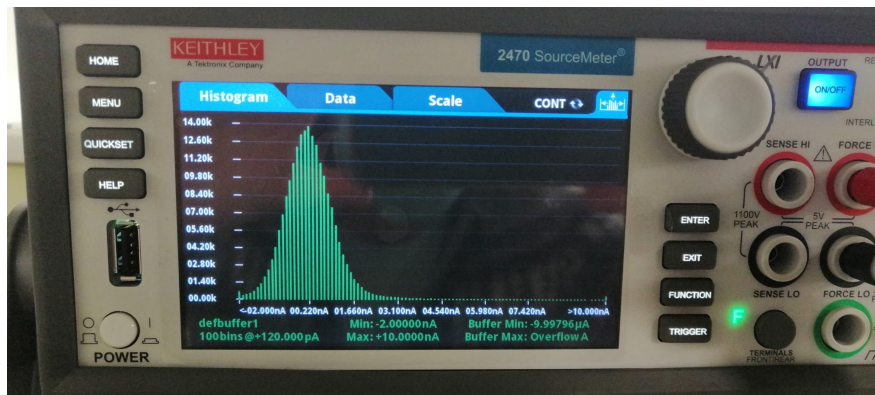 KEITHLEY
A Tektronix Company
2470 SourceMeter®
LXI
OUTPUT
ON/OFF
INTERL
HOME
MENU
QUICKSET
HELP
POWER
Histogram
Data
Scale
CONT
14.00k
12.60k
11.20k
09.80k
08.40k
07.00k
05.60k
04.20k
02.80k
01.40k
00.00k
<-02.000nA 00.220nA 01.660nA 03.100nA 04.540nA 05.980nA 07.420nA >10.000nA
defbuffer1 Min:-2.00000nA Buffer Min:-9.99796µA
100bins@+120.000pA Max:+10.0000nA Buffer Max: Overflow A
ENTER
EXIT
FUNCTION
TRIGGER
SENSE HI
FORCE
1100V
PEAK
5V
PEAK
SENSE LO
FORCE LO
F
TERMINALS
FRONT/REAR